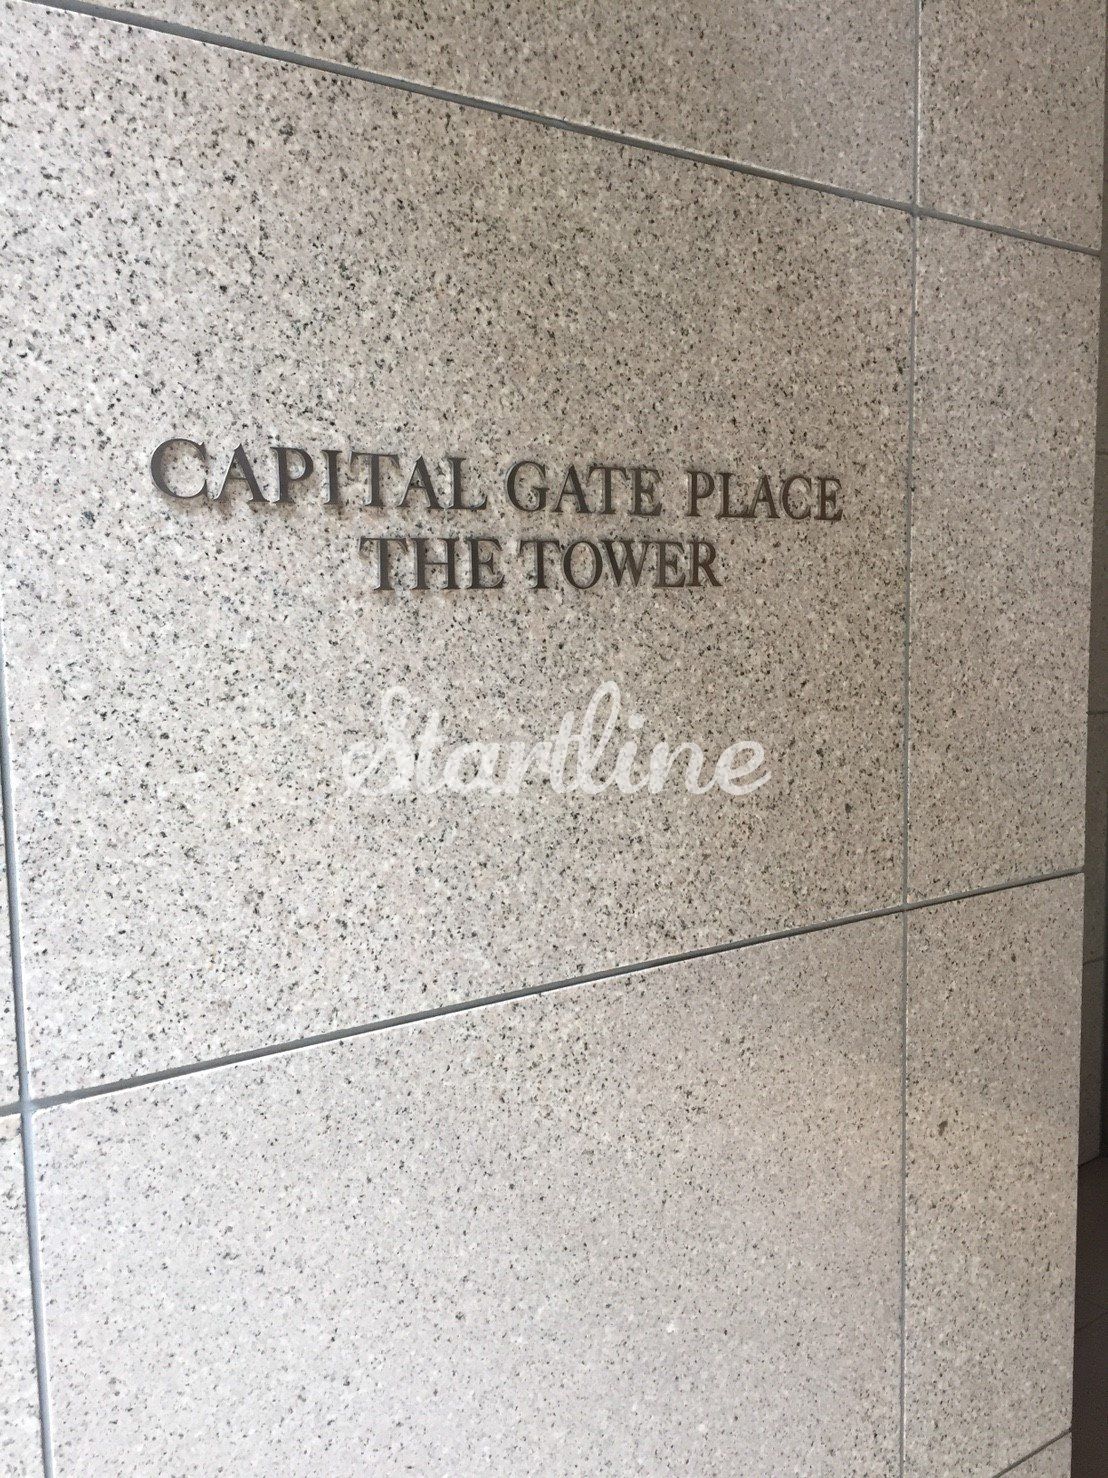 CAPITAL GATE PLACE
THE TOWER
Startline